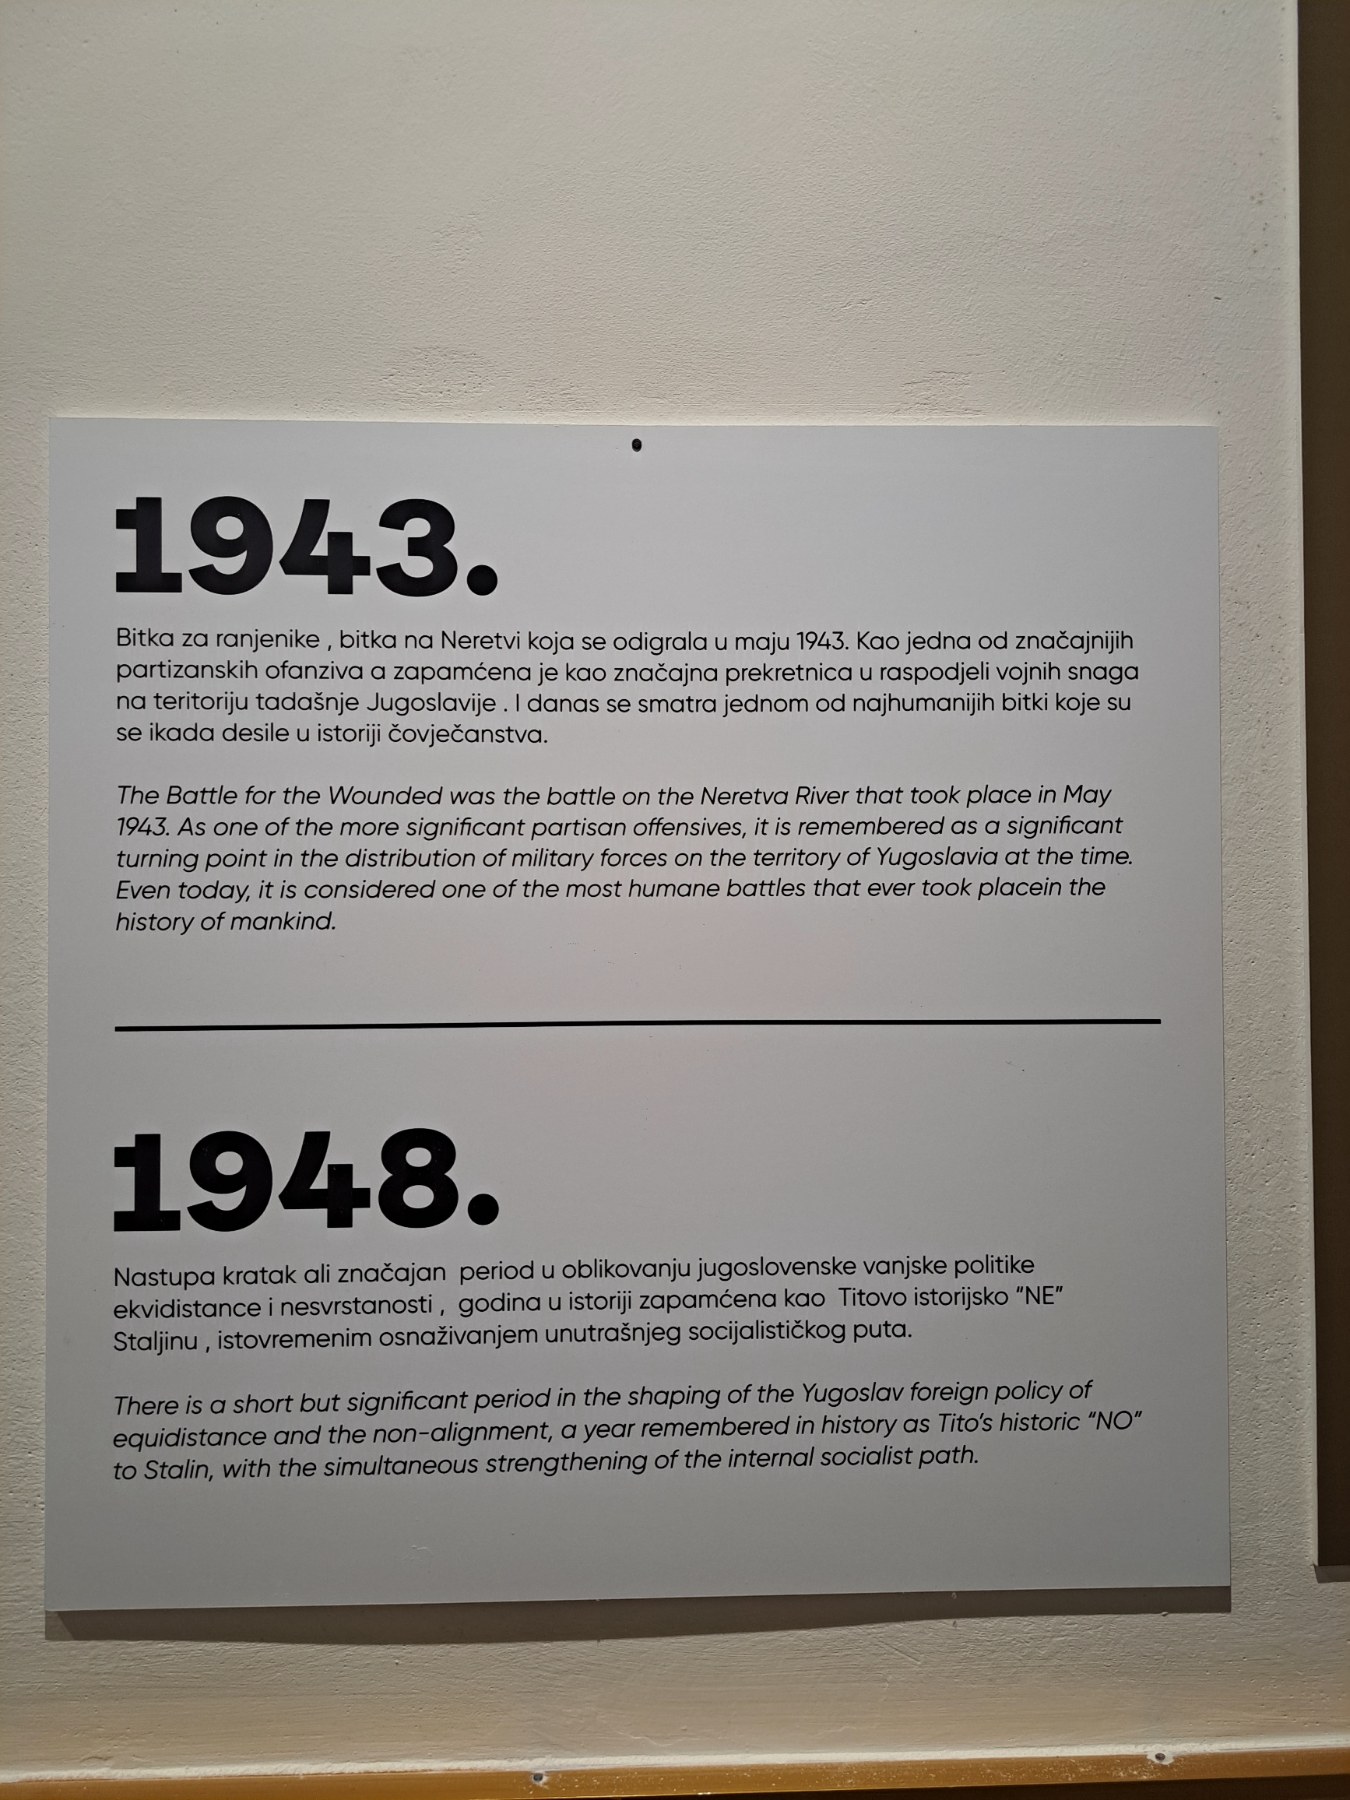 1943.
Bitka za ranjenike , bitka na Neretvi koja se odigrala u maju 1943. Kao jedna od značajnijih
partizanskih ofanziva a zapamćena je kao značajna prekretnica u raspodjeli vojnih snaga
na teritoriju tadašnje Jugoslavije . I danas se smatra jednom od najhumanijih bitki koje su
se ikada desile u istoriji čovječanstva.
The Battle for the Wounded was the battle on the Neretva River that took place in May
1943. As one of the more significant partisan offensives, it is remembered as a significant
turning point in the distribution of military forces on the territory of Yugoslavia at the time.
Even today, it is considered one of the most humane battles that ever took placein the
history of mankind.
1948.
Nastupa kratak ali značajan  period u oblikovanju jugoslovenske vanjske politike
ekvidistance i nesvrstanosti ,  godina u istoriji zapamćena kao  Titovo istorijsko “NE”
Staljinu , istovremenim osnaživanjem unutrašnjeg socijalističkog puta.
There is a short but significant period in the shaping of the Yugoslav foreign policy of
equidistance and the non-alignment, a year remembered in history as Tito’s historic “NO”
to Stalin, with the simultaneous strengthening of the internal socialist path.